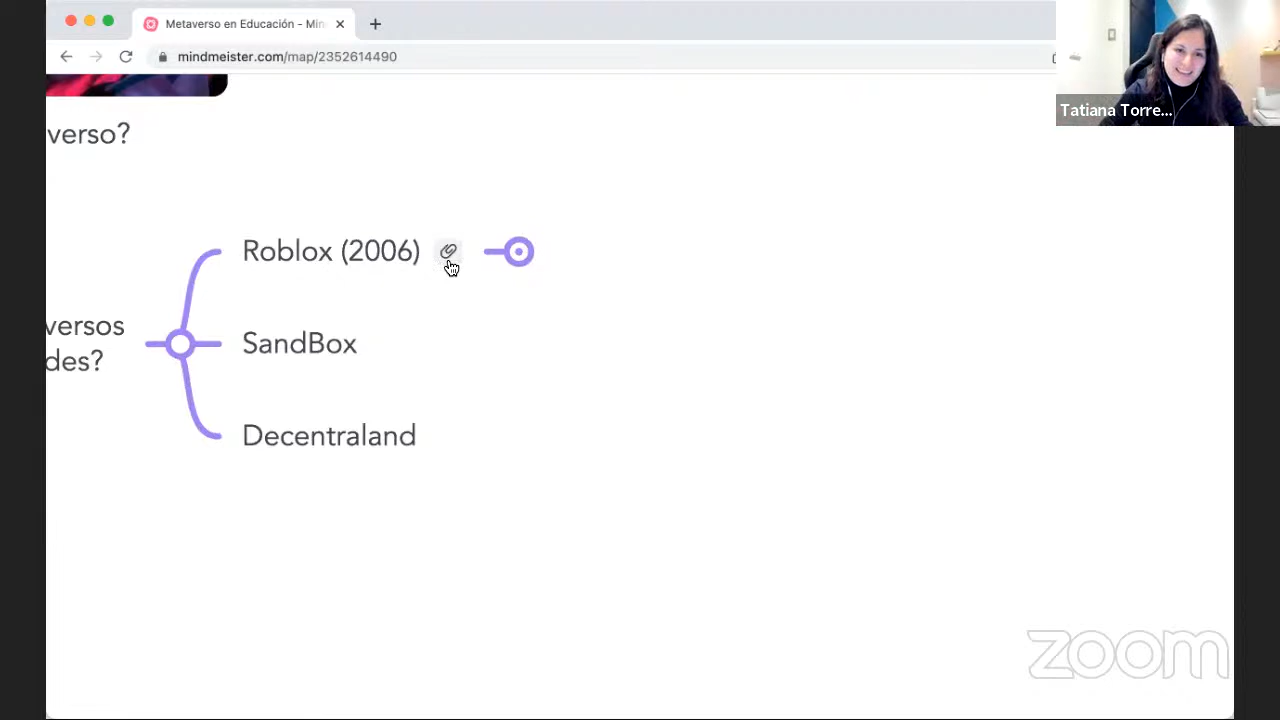 Metaverso en Educación - Min
mindmeister.com/map/2352614490
Tatiana Torre...
verso?
Roblox (2006)
versos
des?
SandBox
Decentraland
zoom